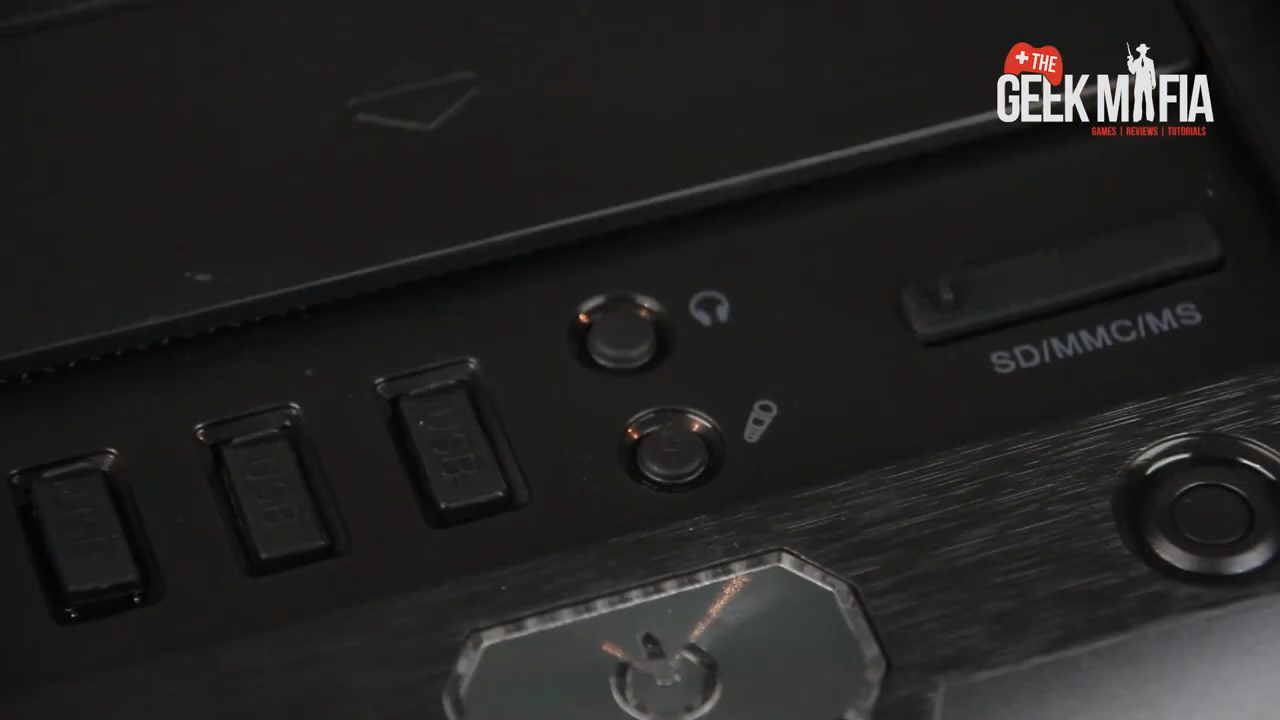 THE
GEEK MAFIA
GAMES | REVIEWS | TUTORIALS
SD/MMC/MS
USB
USB
USB